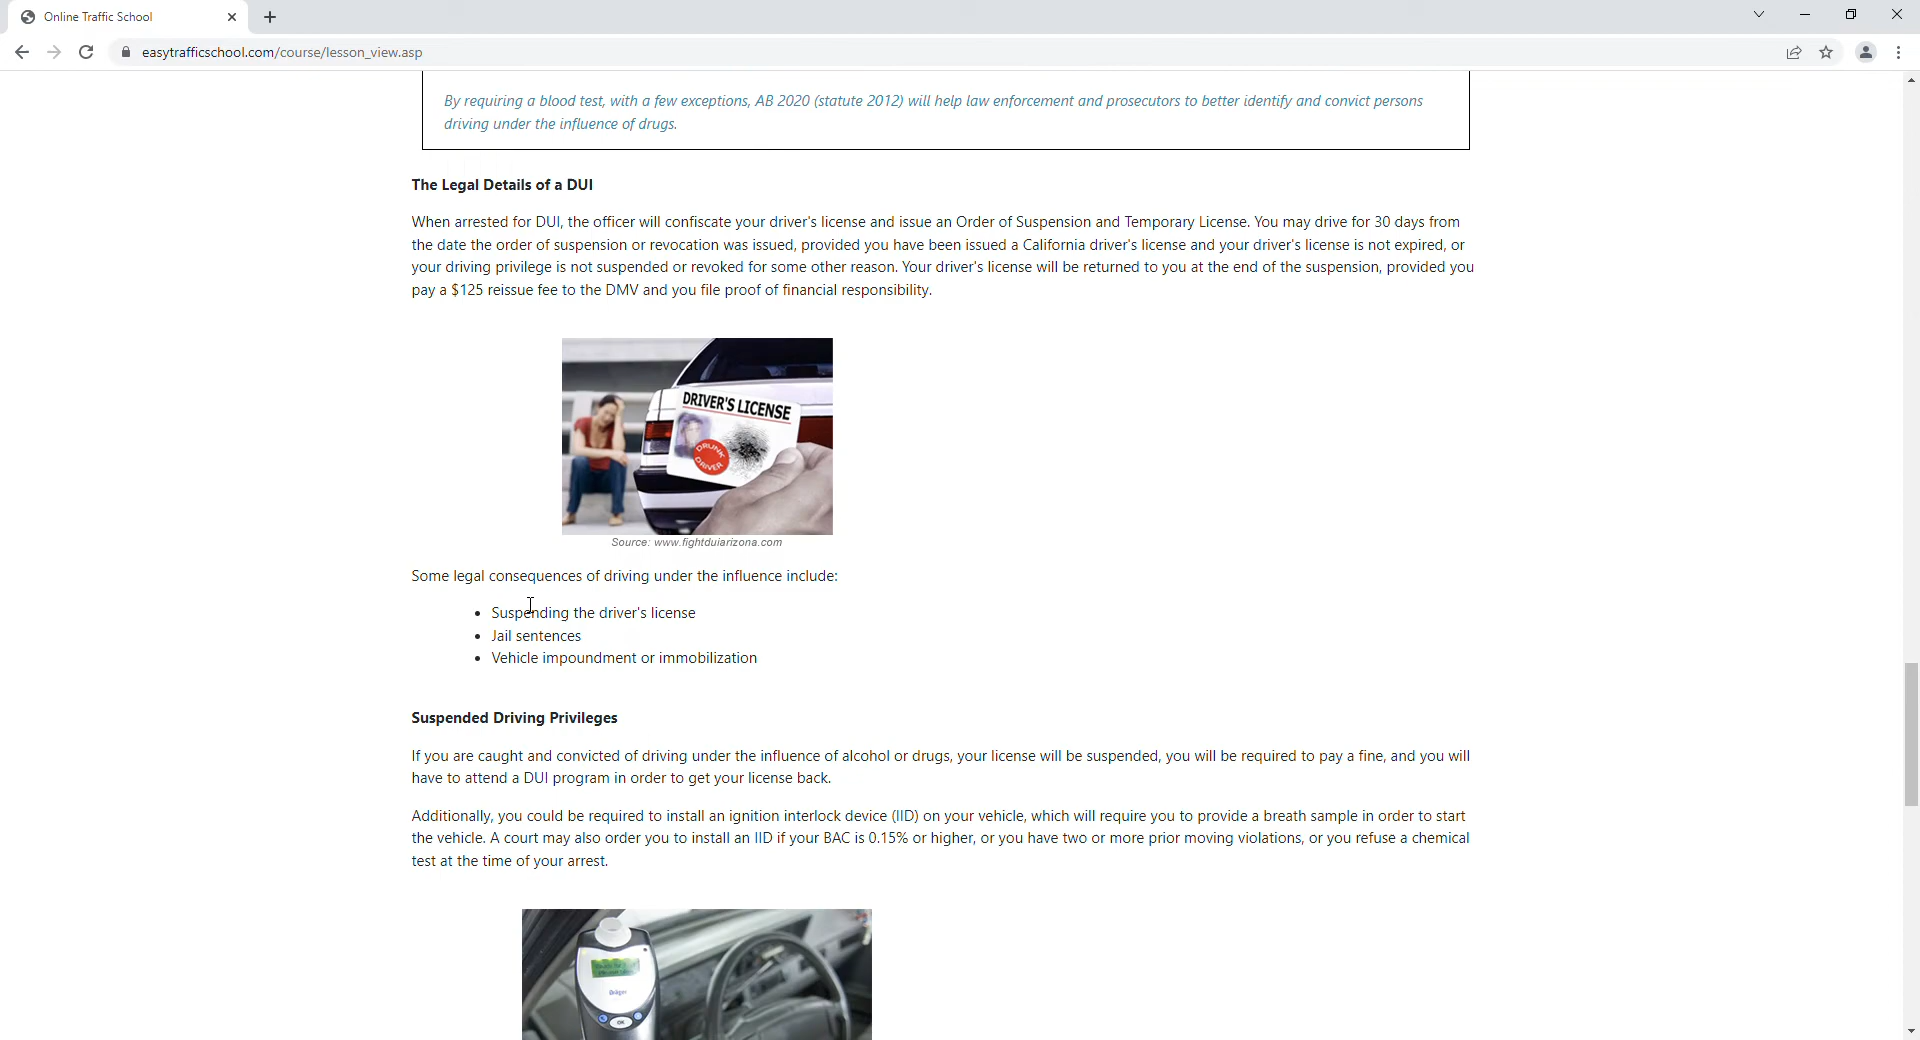 Online Traffic School
easytrafficschool.com/course/lesson_view.asp
By requiring a blood test, with a few exceptions, AB 2020 (statute 2012) will help law enforcement and prosecutors to better identify and convict persons
driving under the influence of drugs.
The Legal Details of a DUI
When arrested for DUI, the officer will confiscate your driver's license and issue an Order of Suspension and Temporary License. You may drive for 30 days from
the date the order of suspension or revocation was issued, provided you have been issued a California driver's license and your driver's license is not expired, or
your driving privilege is not suspended or revoked for some other reason. Your driver's license will be returned to you at the end of the suspension, provided you
pay a $125 reissue fee to the DMV and you file proof of financial responsibility.
DRIVER'S LICENSE
DRUNK
DRIVER
Source: www.fightduiarizona.com
Some legal consequences of driving under the influence include:
• Suspending the driver's license
• Jail sentences
• Vehicle impoundment or immobilization
Suspended Driving Privileges
If you are caught and convicted of driving under the influence of alcohol or drugs, your license will be suspended, you will be required to pay a fine, and you will
have to attend a DUI program in order to get your license back.
Additionally, you could be required to install an ignition interlock device (IID) on your vehicle, which will require you to provide a breath sample in order to start
the vehicle. A court may also order you to install an IID if your BAC is 0.15% or higher, or you have two or more prior moving violations, or you refuse a chemical
test at the time of your arrest.
Dräger
OK